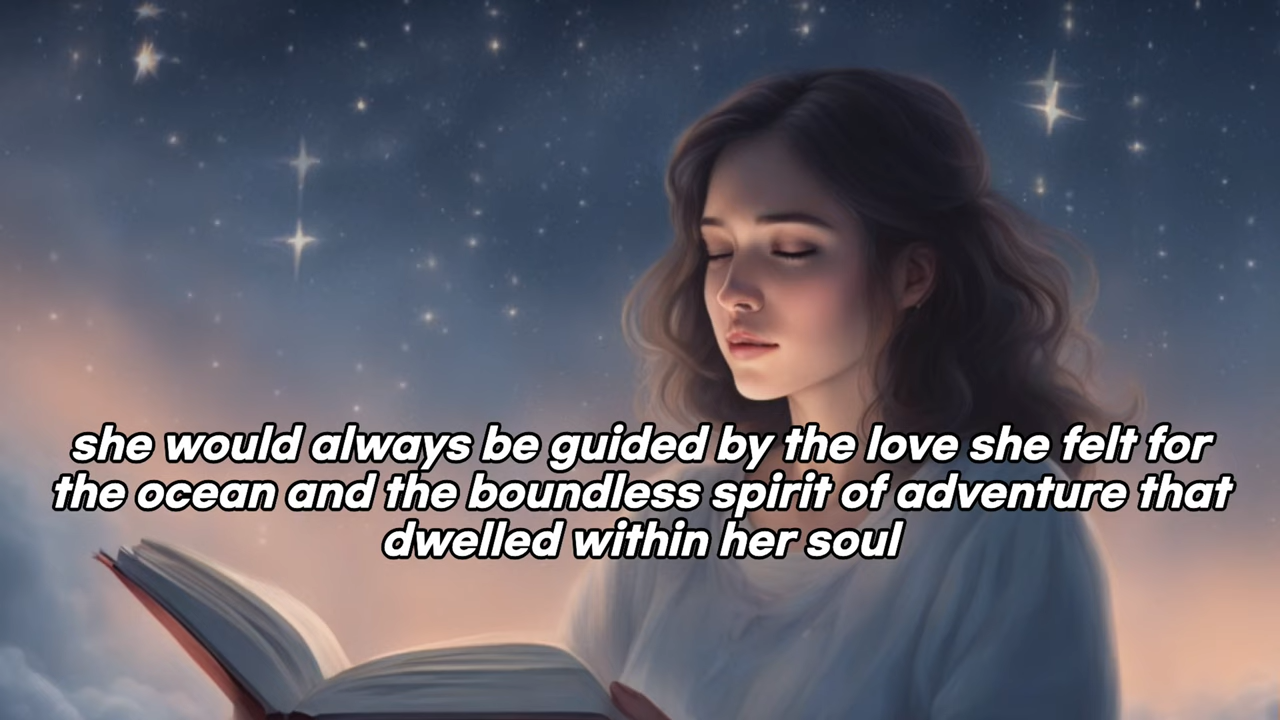 she would always be guided by the love she felt for
the ocean and the boundless spirit of adventure that
dwelled within her soul